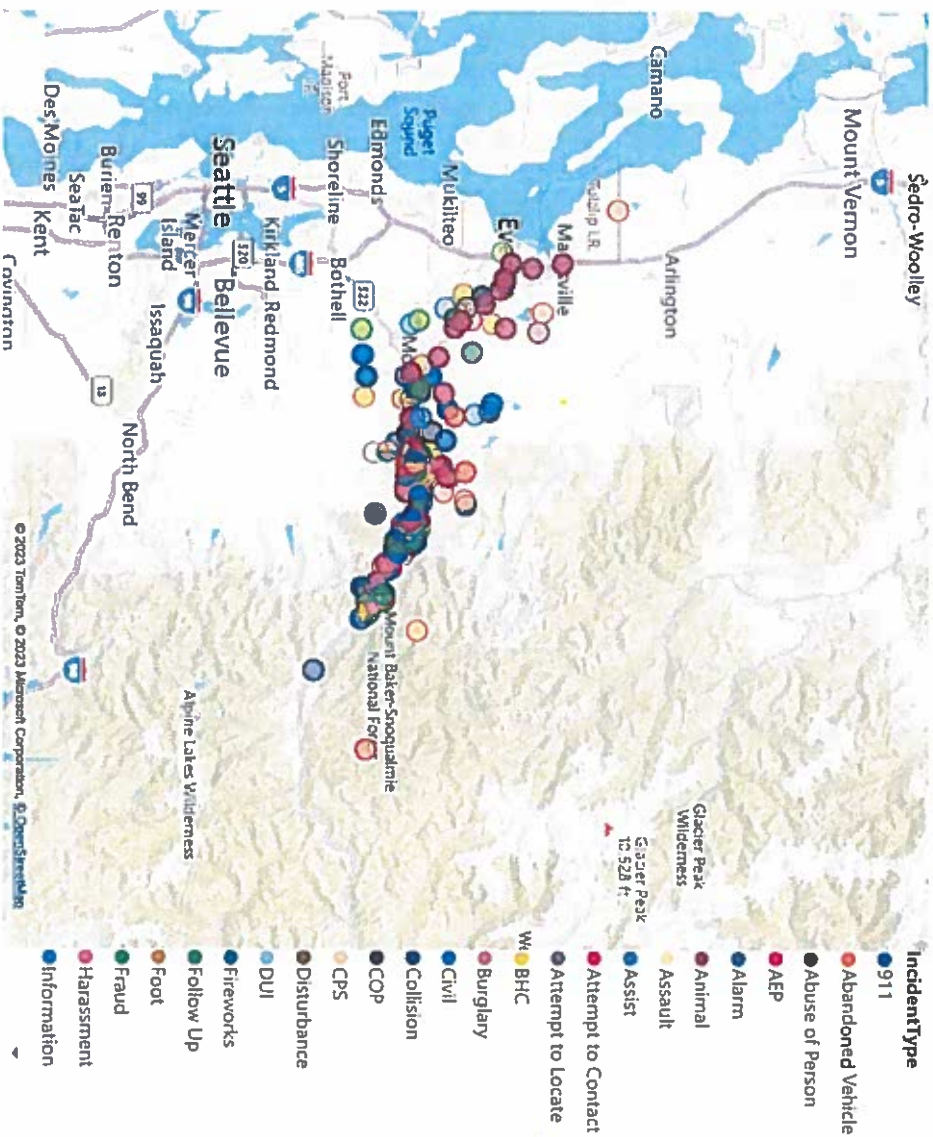 Sedro-Woolley
5
Mount Vernon
Camano
Arlington
Tulalip I.R.
Marysville
Mukilteo
Puget
Sound
Edmonds
Port
Madison
I.R.
Shoreline
Bothell
522
5
Seattle
Kirkland
Redmond
520
Bellevue
Mercer
Island
99
Burien
Renton
Issaquah
SeaTac
Des Moines
Kent
Covington
18
North Bend
Mount Baker-Snoqualmie
National Forest
Alpine Lakes Wilderness
Glacier Peak
Wilderness
Glacier Peak
10 528 ft
© 2023 TomTom, © 2023 Microsoft Corporation, © OpenStreetMap
IncidentType
911
Abandoned Vehicle
Abuse of Person
AEP
Alarm
Animal
Assault
Assist
Attempt to Contact
Attempt to Locate
BHC
Burglary
Civil
Collision
COP
CPS
Disturbance
DUI
Fireworks
Follow Up
Foot
Fraud
Harassment
Information